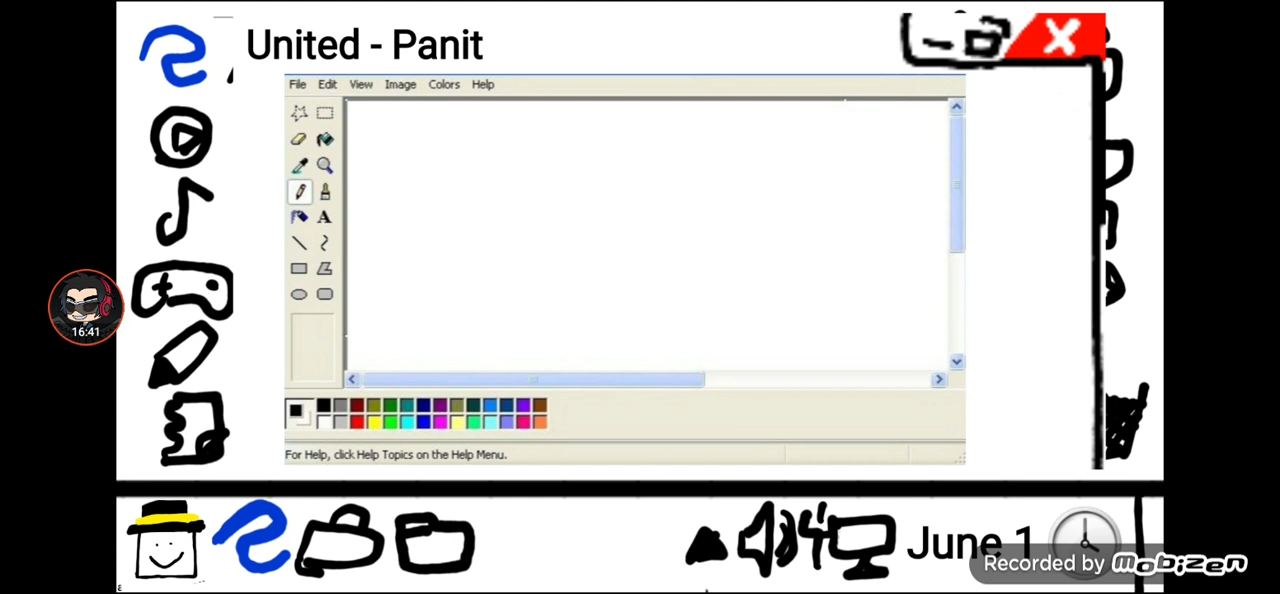 United - Panit
File Edit View Image Colors Help
A
16:41
For Help, click Help Topics on the Help Menu.
June 1
Recorded by mobizen